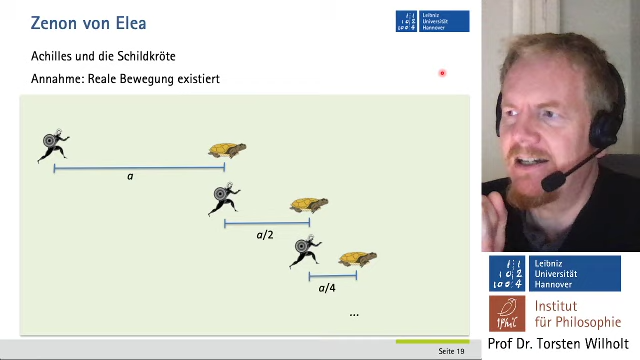 Zenon von Elea
Leibniz
Universität
Hannover
Achilles und die Schildkröte
Annahme: Reale Bewegung existiert
a
a/2
a/4
...
Seite 19
Leibniz
Universität
Hannover
Institut
für Philosophie
Prof Dr. Torsten Wilholt